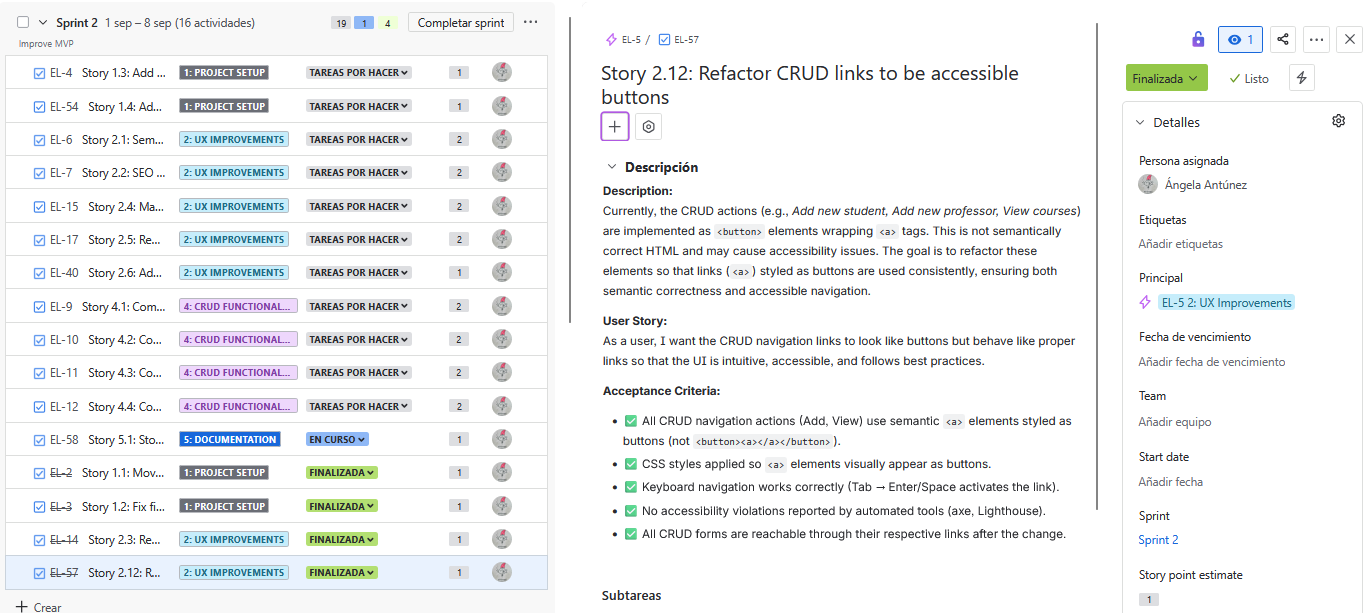 Sprint 2 1 sep – 8 sep (16 actividades) 19 1 4 Completar sprint
Improve MVP
EL-4 Story 1.3: Add ... 1: PROJECT SETUP TAREAS POR HACER 1
EL-54 Story 1.4: Ad... 1: PROJECT SETUP TAREAS POR HACER 1
EL-6 Story 2.1: Sem... 2: UX IMPROVEMENTS TAREAS POR HACER 2
EL-7 Story 2.2: SEO ... 2: UX IMPROVEMENTS TAREAS POR HACER 2
EL-15 Story 2.4: Ma... 2: UX IMPROVEMENTS TAREAS POR HACER 2
EL-17 Story 2.5: Re... 2: UX IMPROVEMENTS TAREAS POR HACER 2
EL-40 Story 2.6: Ad... 2: UX IMPROVEMENTS TAREAS POR HACER 1
EL-9 Story 4.1: Com... 4: CRUD FUNCTIONAL... TAREAS POR HACER 2
EL-10 Story 4.2: Co... 4: CRUD FUNCTIONAL... TAREAS POR HACER 2
EL-11 Story 4.3: Co... 4: CRUD FUNCTIONAL... TAREAS POR HACER 2
EL-12 Story 4.4: Co... 4: CRUD FUNCTIONAL... TAREAS POR HACER 2
EL-58 Story 5.1: Sto... 5: DOCUMENTATION EN CURSO 1
EL-2 Story 1.1: Mov... 1: PROJECT SETUP FINALIZADA 1
EL-3 Story 1.2: Fix fi... 1: PROJECT SETUP FINALIZADA 1
EL-14 Story 2.3: Re... 2: UX IMPROVEMENTS FINALIZADA 1
EL-57 Story 2.12: R... 2: UX IMPROVEMENTS FINALIZADA 1
Crear
EL-5 / EL-57
1
Story 2.12: Refactor CRUD links to be accessible
buttons
Descripción
Description:
Currently, the CRUD actions (e.g., Add new student, Add new professor, View courses)
are implemented as <button> elements wrapping <a> tags. This is not semantically
correct HTML and may cause accessibility issues. The goal is to refactor these
elements so that links (<a>) styled as buttons are used consistently, ensuring both
semantic correctness and accessible navigation.
User Story:
As a user, I want the CRUD navigation links to look like buttons but behave like proper
links so that the UI is intuitive, accessible, and follows best practices.
Acceptance Criteria:
• ✅ All CRUD navigation actions (Add, View) use semantic <a> elements styled as
buttons (not <button><a></a></button>).
• ✅ CSS styles applied so <a> elements visually appear as buttons.
• ✅ Keyboard navigation works correctly (Tab → Enter/Space activates the link).
• ✅ No accessibility violations reported by automated tools (axe, Lighthouse).
• ✅ All CRUD forms are reachable through their respective links after the change.
Subtareas
Finalizada Listo
Detalles
Persona asignada
Ángela Antúnez
Etiquetas
Añadir etiquetas
Principal
EL-5 2: UX Improvements
Fecha de vencimiento
Añadir fecha de vencimiento
Team
Añadir equipo
Start date
Añadir fecha
Sprint
Sprint 2
Story point estimate
1